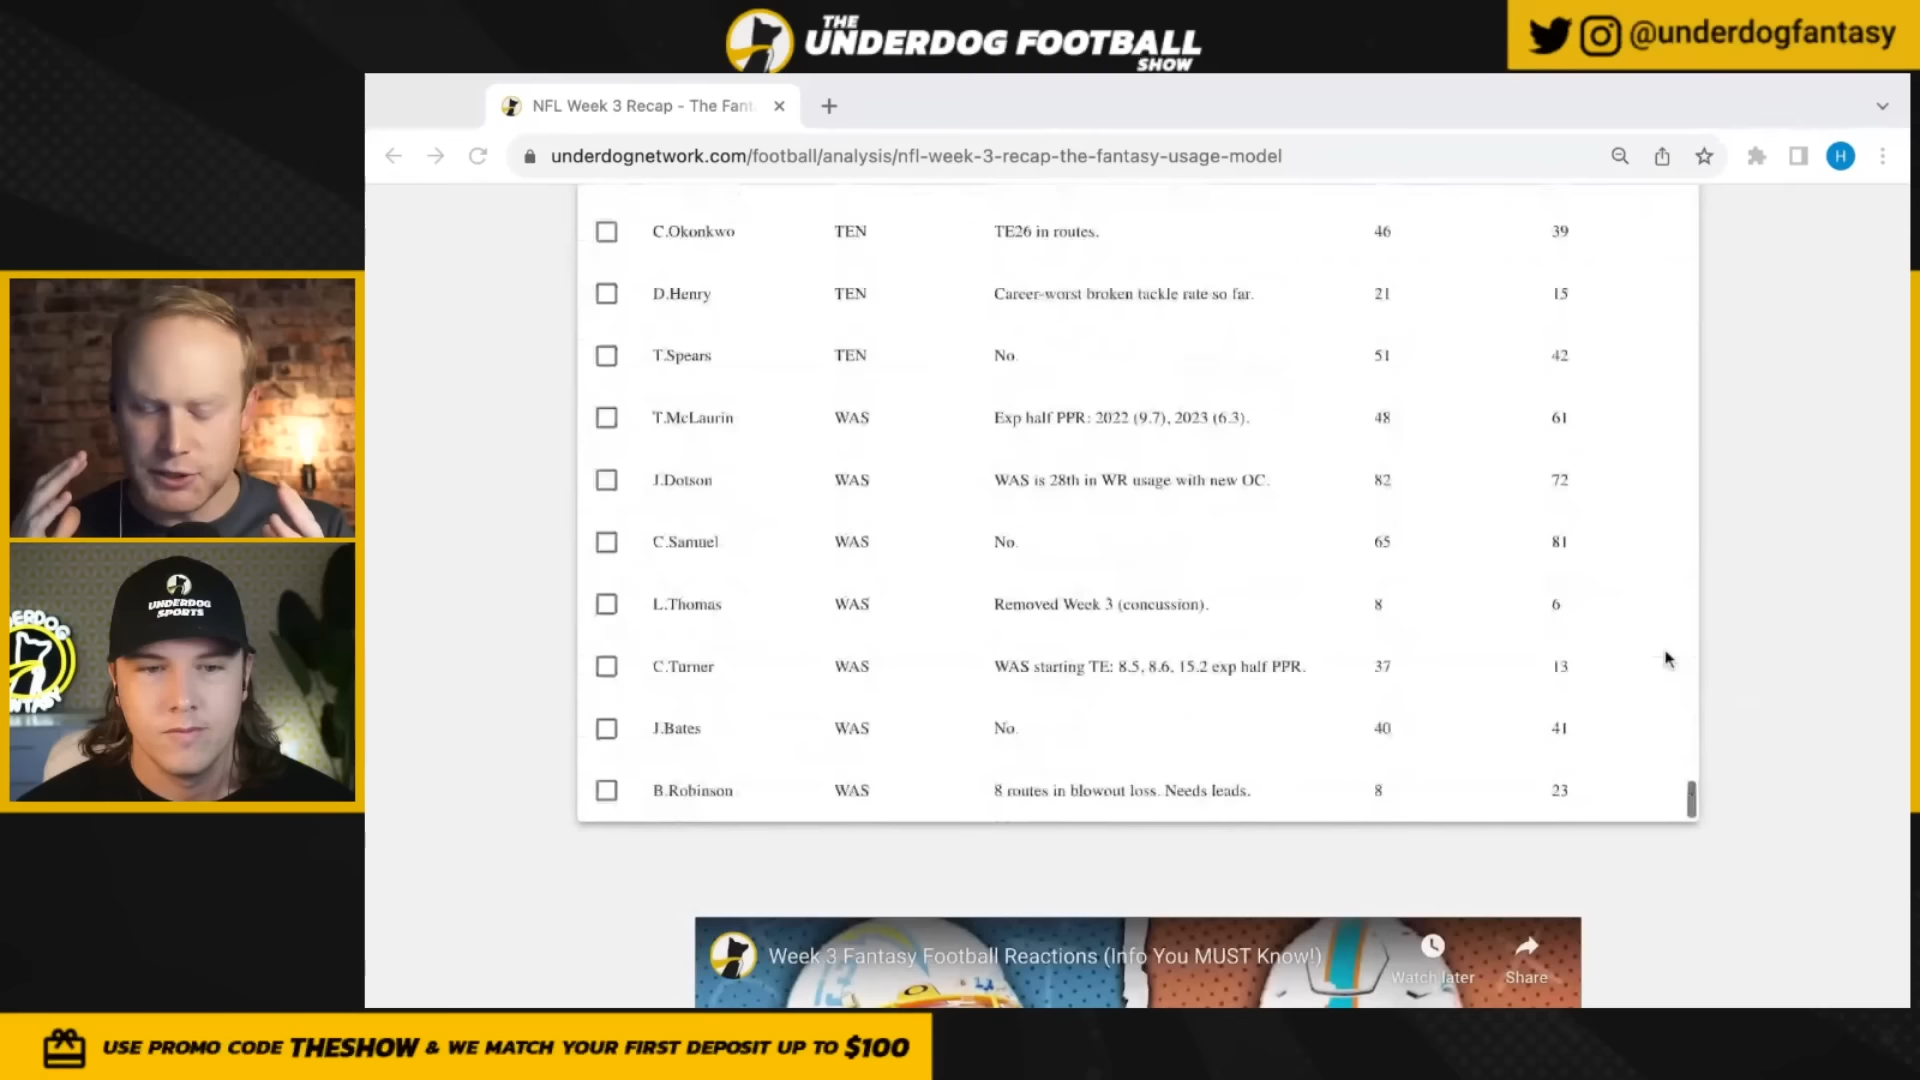 THE
UNDERDOG FOOTBALL
SHOW
@underdogfantasy
NFL Week 3 Recap - The Fant
underdognetwork.com/football/analysis/nfl-week-3-recap-the-fantasy-usage-model
H
C.Okonkwo TEN TE26 in routes. 46 39
D.Henry TEN Career-worst broken tackle rate so far. 21 15
T.Spears TEN No. 51 42
T.McLaurin WAS Exp half PPR: 2022 (9.7), 2023 (6.3). 48 61
J.Dotson WAS WAS is 28th in WR usage with new OC. 82 72
C.Samuel WAS No. 65 81
L.Thomas WAS Removed Week 3 (concussion). 8 6
C.Turner WAS WAS starting TE: 8.5, 8.6, 15.2 exp half PPR. 37 13
J.Bates WAS No. 40 41
B.Robinson WAS 8 routes in blowout loss. Needs leads. 8 23
UNDERDOG
SPORTS
ERDOG
Week 3 Fantasy Football Reactions (Info You MUST Know!)
Watch later
Share
13
USE PROMO CODE THESHOW & WE MATCH YOUR FIRST DEPOSIT UP TO $100